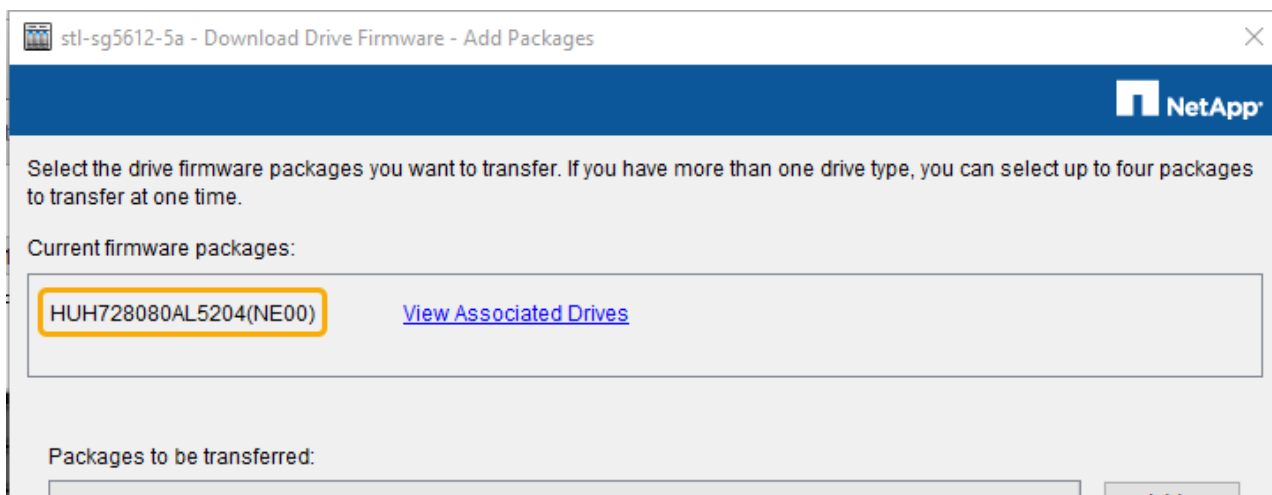 stl-sg5612-5a - Download Drive Firmware - Add Packages
NetApp
Select the drive firmware packages you want to transfer. If you have more than one drive type, you can select up to four packages
to transfer at one time.
Current firmware packages:
HUH728080AL5204(NE00) View Associated Drives
Packages to be transferred: